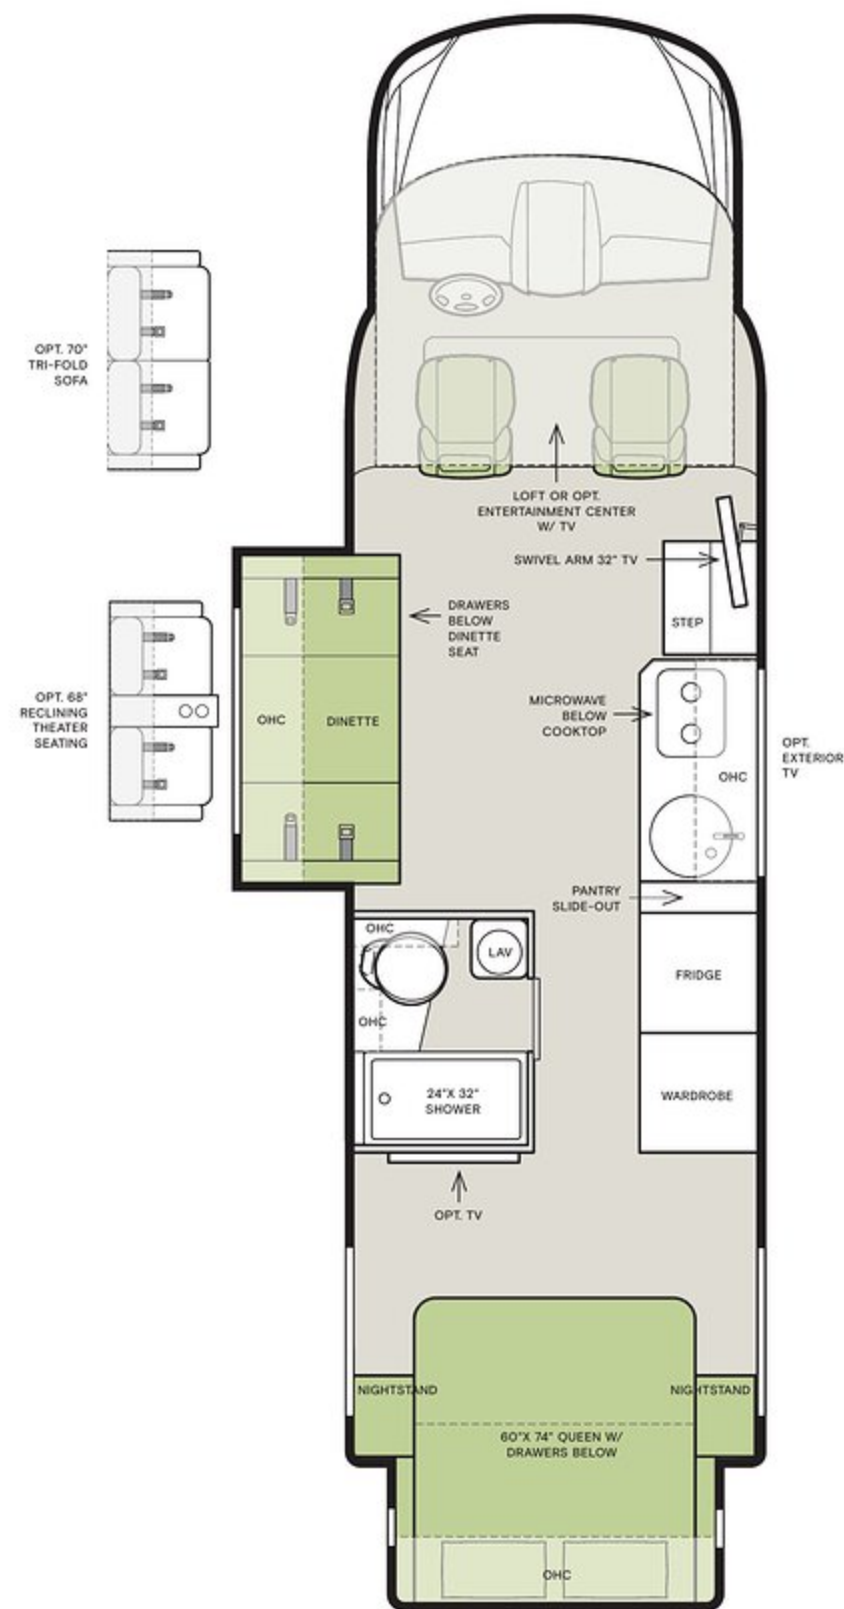 OPT. 70"
TRI-FOLD
SOFA
LOFT OR OPT.
ENTERTAINMENT CENTER
W/ TV
SWIVEL ARM 32" TV
STEP
DRAWERS
BELOW
DINETTE
SEAT
OPT. 68"
RECLINING
THEATER
SEATING
OHC
DINETTE
MICROWAVE
BELOW
COOKTOP
OHC
OPT.
EXTERIOR
TV
PANTRY
SLIDE-OUT
OHC
LAV
OHC
FRIDGE
24"X 32"
SHOWER
WARDROBE
OPT. TV
NIGHTSTAND
NIGHTSTAND
60"X 74" QUEEN W/
DRAWERS BELOW
OHC